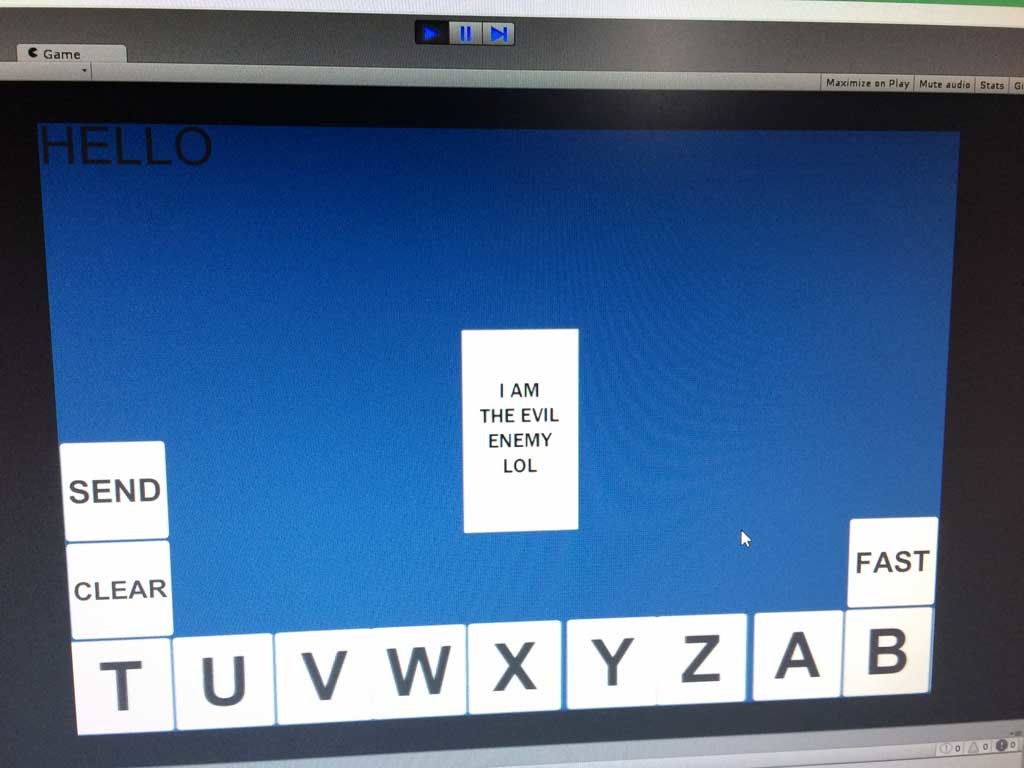 Game
Maximize on Play
Mute audio
Stats
HELLO
I AM
THE EVIL
ENEMY
LOL
SEND
CLEAR
FAST
T U V W X Y Z A B
0 0 0